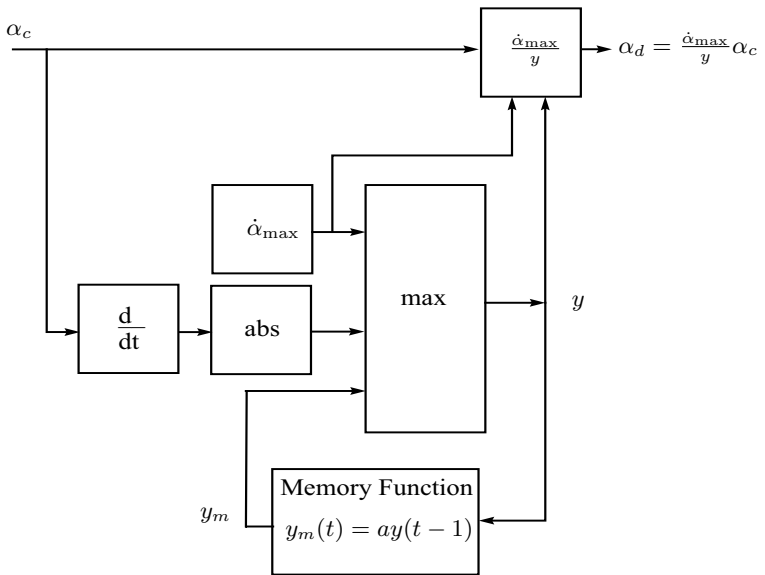 α_c
α̇_max / y
α_d = α̇_max / y α_c
α̇_max
max
y
d / dt
abs
y_m
Memory Function
y_m(t) = ay(t − 1)